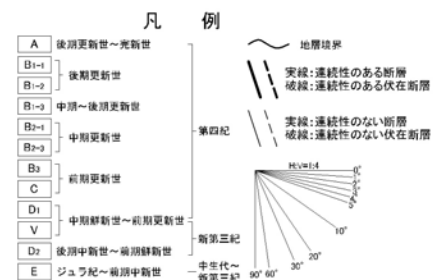 凡 例
A 後期更新世~完新世
B1-1
B1-2
後期更新世
B1-3 中期~後期更新世
B2-1
B2-3
中期更新世
B3
C
前期更新世
D1
V
中期鮮新世~前期更新世
D2 後期中新世~前期鮮新世
E ジュラ紀~前期中新世
第四紀
新第三紀
中生代~
新第三紀
地層境界
実線:連続性のある断層
破線:連続性のある伏在断層
実線:連続性のない断層
破線:連続性のない伏在断層
H:V=1:4
0°
10°
20°
30°
60°
90°